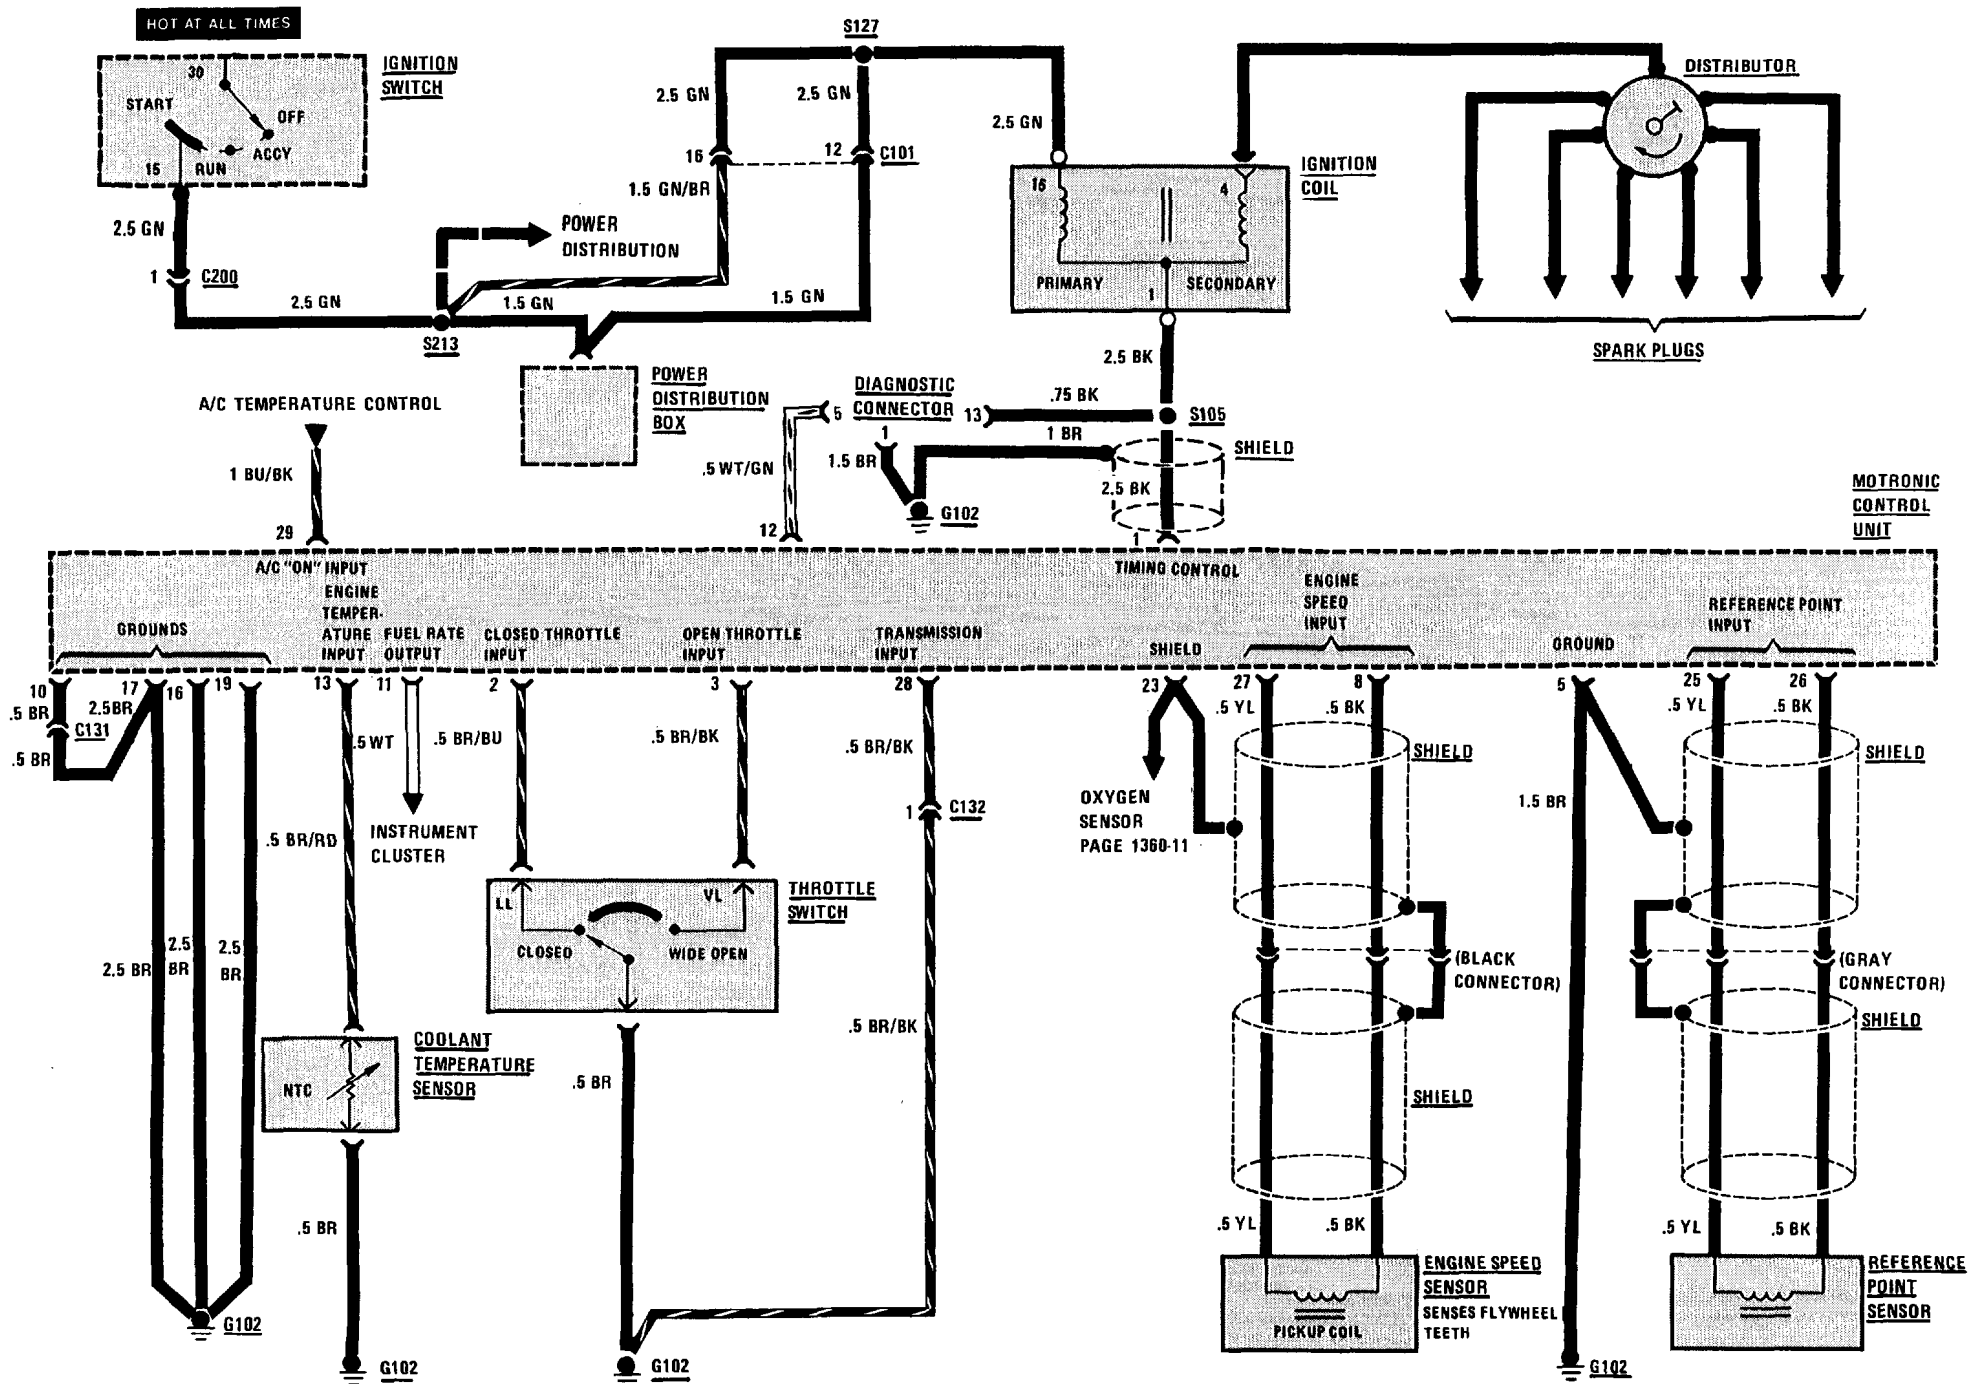 HOT AT ALL TIMES
IGNITION
SWITCH
30
START
OFF
ACCY
RUN
15
2.5 GN
1
C200
2.5 GN
S213
POWER
DISTRIBUTION
1.5 GN
1.5 GN
1.5 GN/BR
16
12
C101
2.5 GN
2.5 GN
S127
2.5 GN
DISTRIBUTOR
IGNITION
COIL
4
PRIMARY
SECONDARY
1
SPARK PLUGS
POWER
DISTRIBUTION
BOX
A/C TEMPERATURE CONTROL
1 BU/BK
29
DIAGNOSTIC
CONNECTOR
5
13
1
.75 BK
2.5 BK
S105
1 BR
SHIELD
1.5 BR
.5 WT/GN
2.5 BK
G102
12
1
MOTRONIC
CONTROL
UNIT
A/C "ON" INPUT
TIMING CONTROL
GROUNDS
ENGINE
TEMPER-
ATURE
INPUT
FUEL RATE
OUTPUT
CLOSED THROTTLE
INPUT
OPEN THROTTLE
INPUT
TRANSMISSION
INPUT
SHIELD
ENGINE
SPEED
INPUT
GROUND
REFERENCE POINT
INPUT
10
17
16
19
13
11
2
3
28
23
27
8
5
25
26
.5 BR
2.5BR
C131
.5 BR
.5WT
.5 BR/BU
.5 BR/BK
.5 BR/BK
.5 YL
.5 BK
.5 YL
.5 BK
SHIELD
SHIELD
OXYGEN
SENSOR
PAGE 1360-11
1.5 BR
1
C132
.5 BR/RD
INSTRUMENT
CLUSTER
LL
VL
CLOSED
WIDE OPEN
THROTTLE
SWITCH
2.5 BR
2.5
BR
2.5
BR
(BLACK
CONNECTOR)
(GRAY
CONNECTOR)
SHIELD
SHIELD
NTC
COOLANT
TEMPERATURE
SENSOR
.5 BR
.5 BR/BK
.5 BR
.5 YL
.5 BK
.5 YL
.5 BK
PICKUP COIL
ENGINE SPEED
SENSOR
SENSES FLYWHEEL
TEETH
REFERENCE
POINT
SENSOR
G102
G102
G102
G102